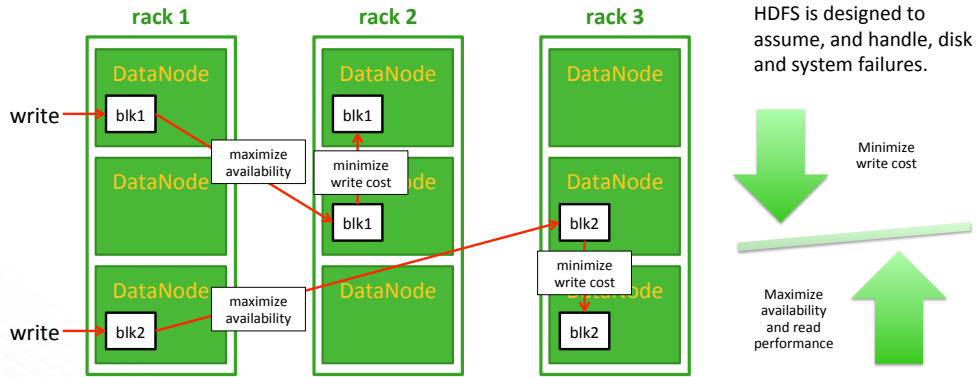 rack 1
rack 2
rack 3
HDFS is designed to
assume, and handle, disk
and system failures.
DataNode
DataNode
DataNode
write
blk1
blk1
maximize
availability
minimize
write cost
Minimize
write cost
DataNode
DataNode
DataNode
blk1
blk2
minimize
write cost
DataNode
DataNode
DataNode
maximize
availability
Maximize
availability
and read
performance
write
blk2
blk2